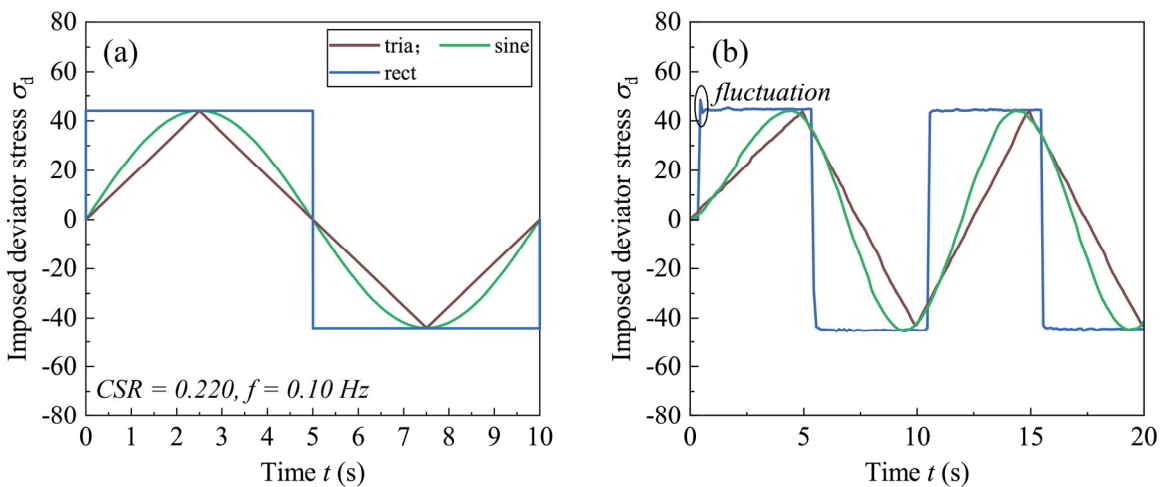 (a)
tria;
sine
rect
80
60
40
20
0
-20
-40
-60
-80
Imposed deviator stress σd
CSR = 0.220, f = 0.10 Hz
0 1 2 3 4 5 6 7 8 9 10
Time t (s)
(b)
fluctuation
80
60
40
20
0
-20
-40
-60
-80
Imposed deviator stress σd
0 5 10 15 20
Time t (s)